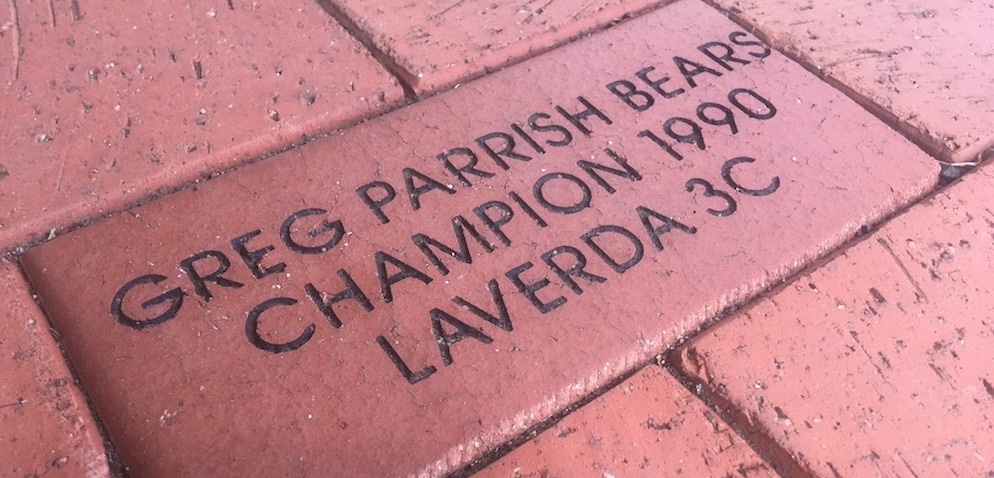 GREG PARRISH BEARS
CHAMPION 1990
LAVERDA 3C